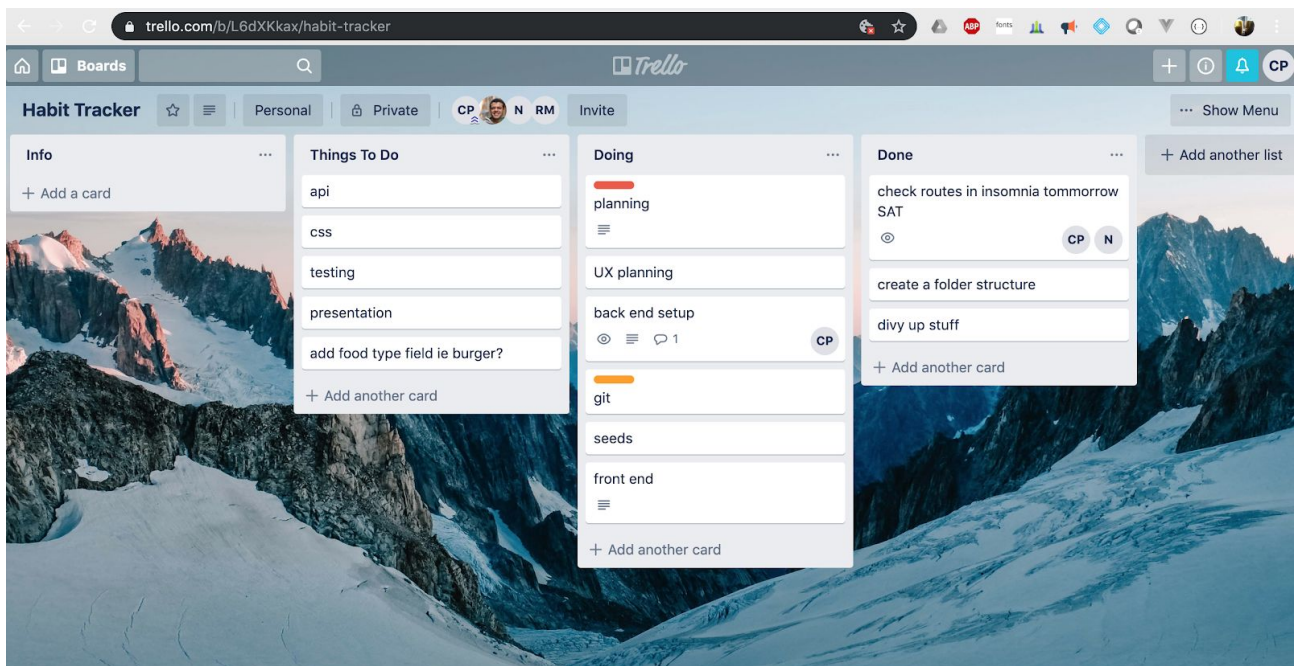 trello.com/b/L6dXKkax/habit-tracker
ABP
fonts
Boards
Trello
CP
Habit Tracker
Personal
Private
CP
N
RM
Invite
... Show Menu
Info
...
+ Add a card
Things To Do
...
api
css
testing
presentation
add food type field ie burger?
+ Add another card
Doing
...
planning
UX planning
back end setup
1
CP
git
seeds
front end
+ Add another card
Done
...
check routes in insomnia tommorrow
SAT
CP N
create a folder structure
divy up stuff
+ Add another card
+ Add another list